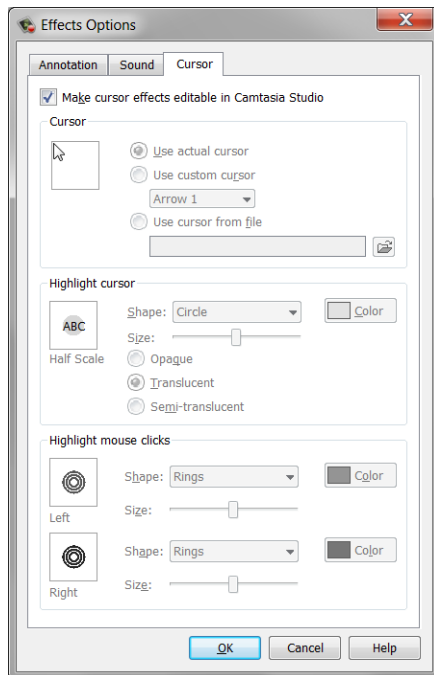 Effects Options
Annotation Sound Cursor
Make cursor effects editable in Camtasia Studio
Cursor
Use actual cursor
Use custom cursor
Arrow 1
Use cursor from file
Highlight cursor
ABC
Half Scale
Shape: Circle Color
Size:
Opaque
Translucent
Semi-translucent
Highlight mouse clicks
Shape: Rings Color
Size:
Left
Shape: Rings Color
Size:
Right
OK Cancel Help